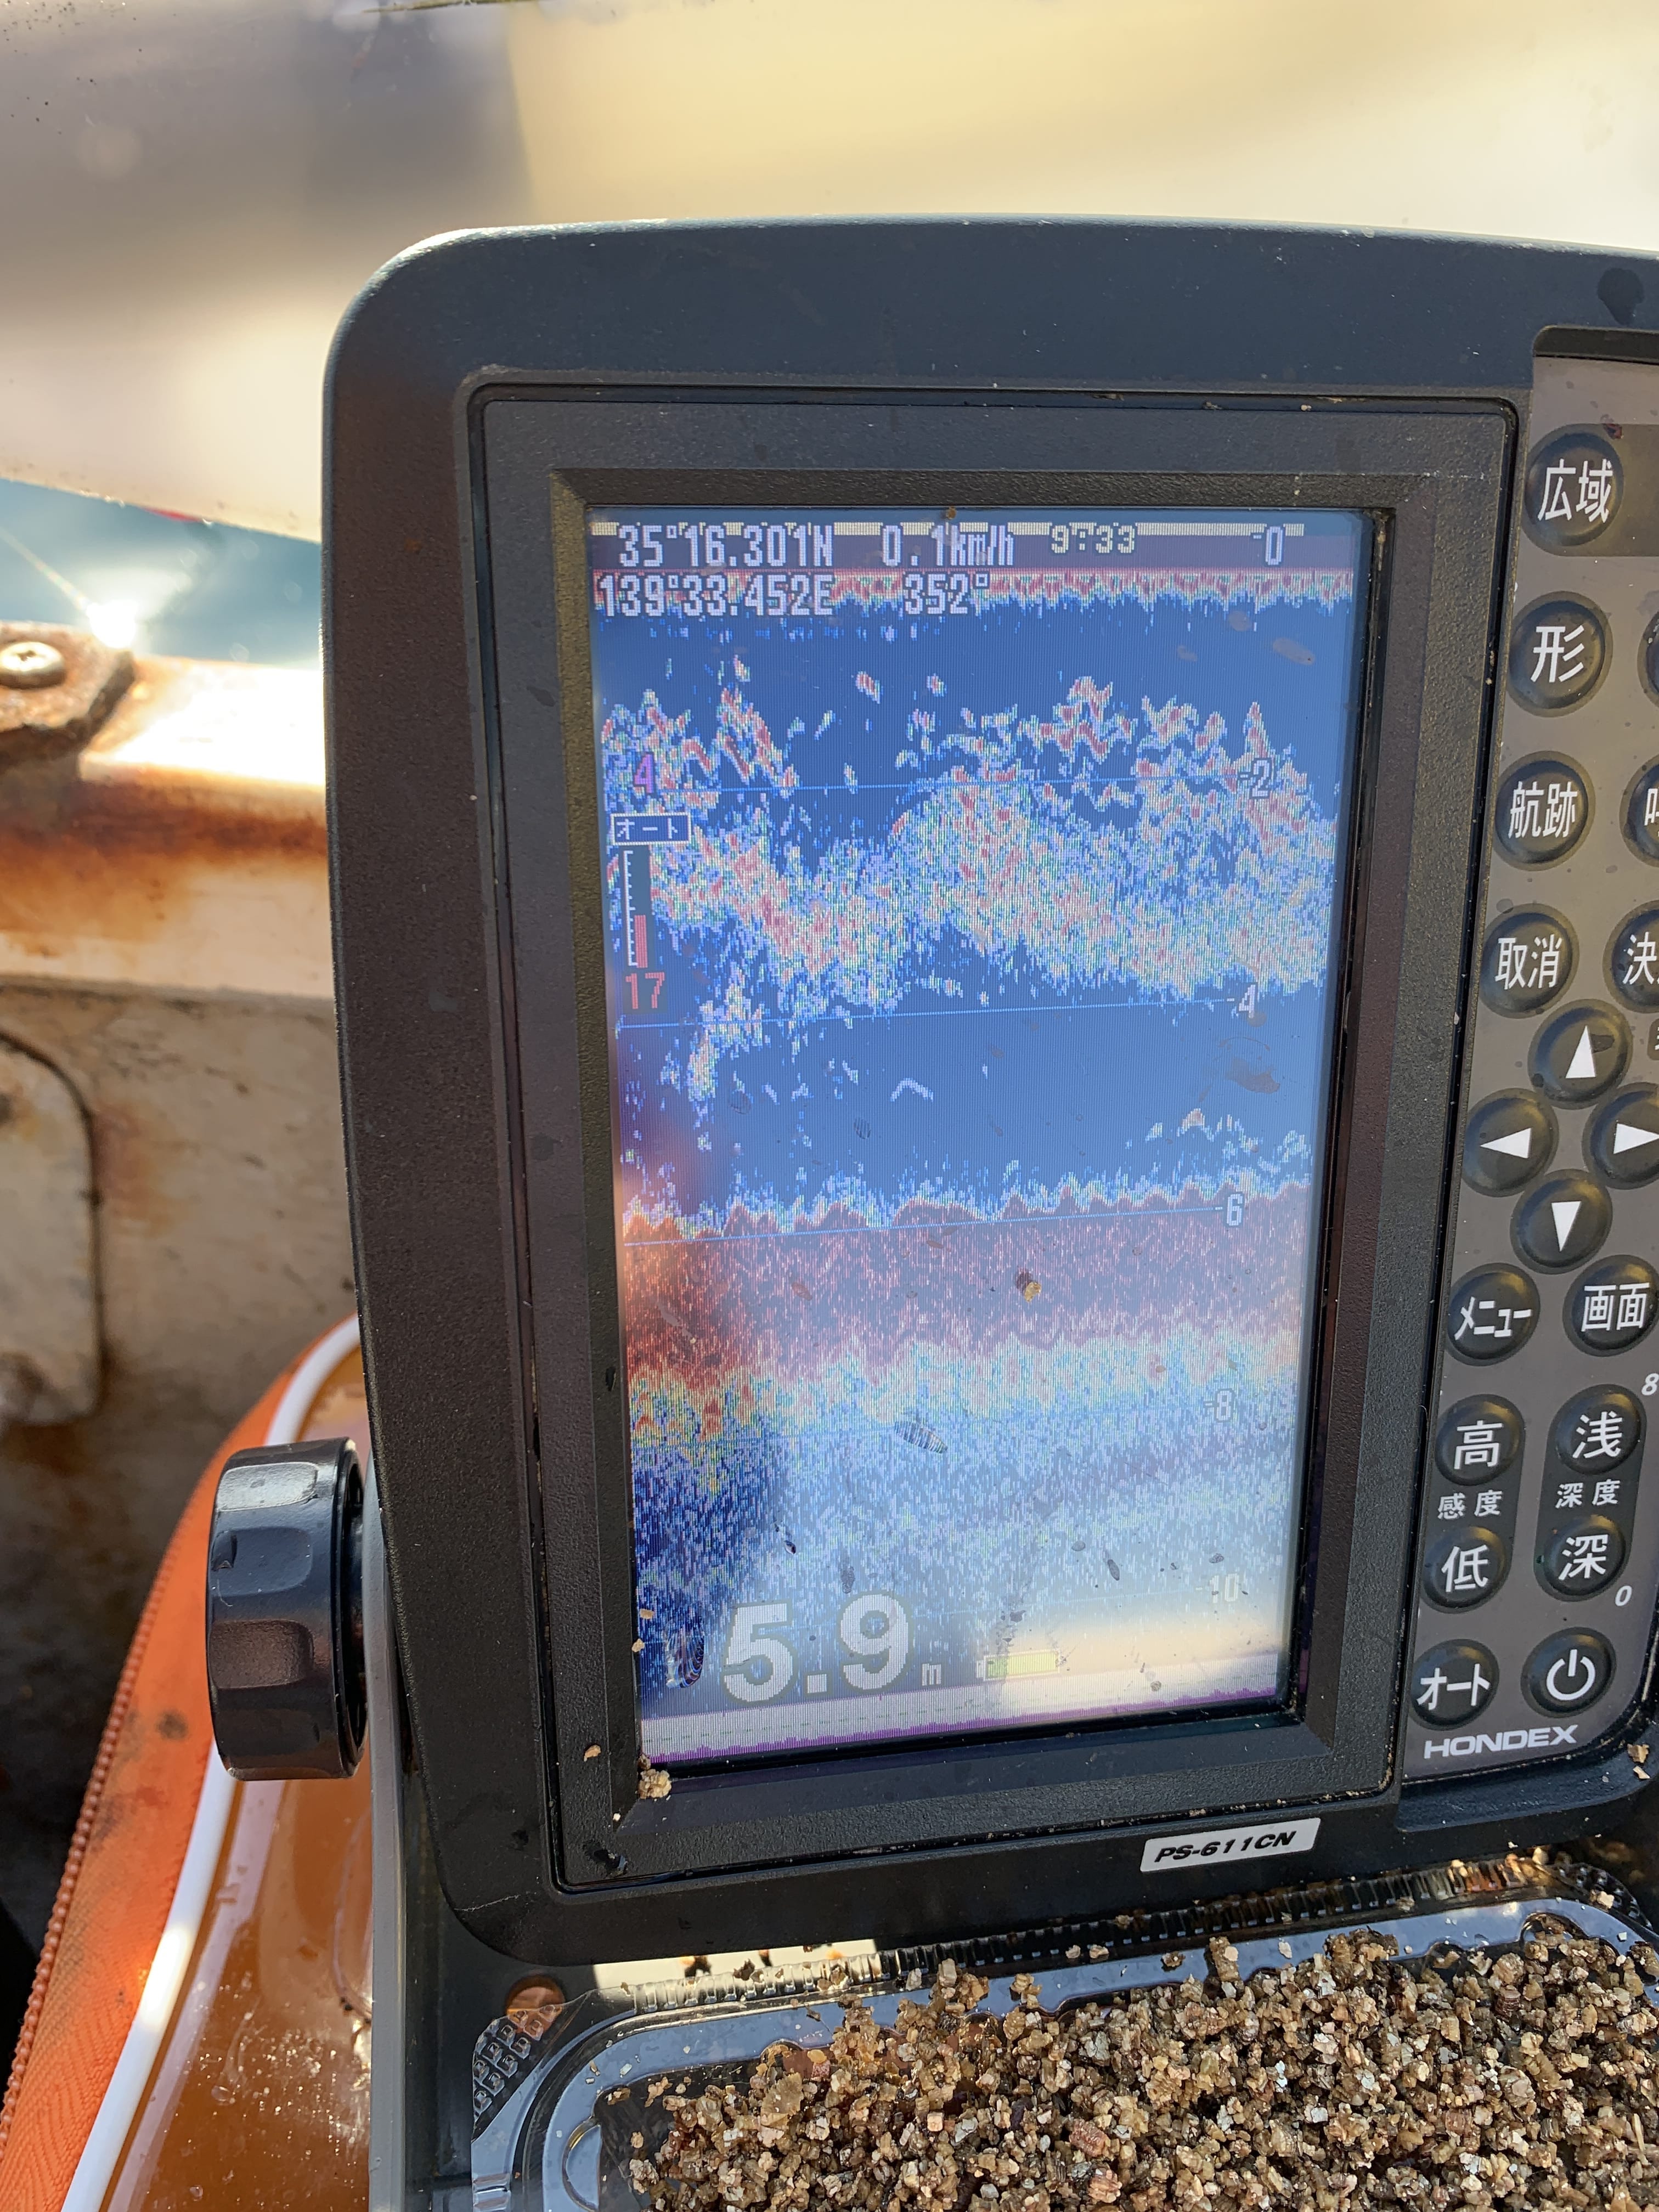 35°16.301N 0.1km/h 9:33 -0
139°33.452E 352°
4
-2
オート
17
-4
-6
-8
-10
5.9m
広域
形
航跡
取消
メニュー
画面
高
感度
低
8
浅
深度
深
0
オート
HONDEX
PS-611CN